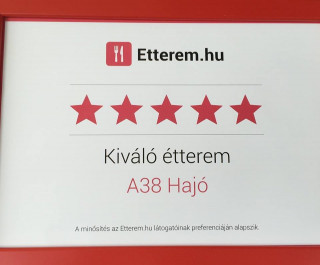 Etterem.hu
Kiváló étterem
A38 Hajó
A minősítés az Etterem.hu látogatóinak preferenciáján alapszik.